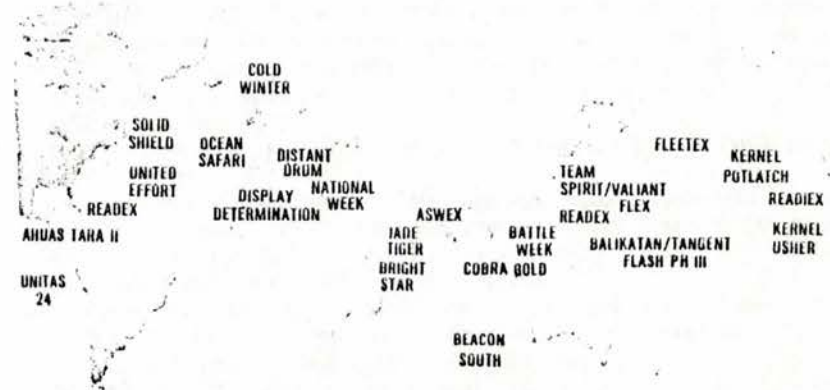 COLD
WINTER
SOLID
SHIELD
OCEAN
SAFARI
UNITED
EFFORT
DISTANT
DRUM
NATIONAL
WEEK
DISPLAY
DETERMINATION
READEX
AHUAS TARA II
UNITAS
24
ASWEX
JADE
TIGER
BRIGHT
STAR
BATTLE
WEEK
COBRA GOLD
BEACON
SOUTH
TEAM
SPIRIT/VALIANT
FLEX
READEX
BALIKATAN/TANGENT
FLASH PH III
FLEETEX
KERNEL
POTLATCH
READIEX
KERNEL
USHER